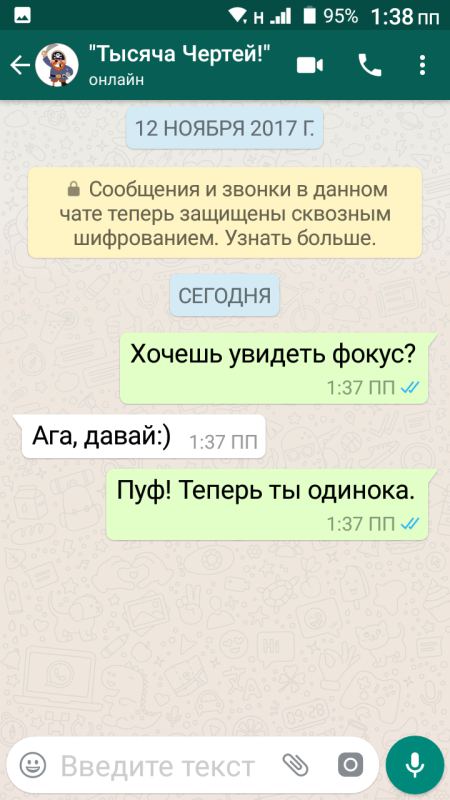 н 95% 1:38 пп
"Тысяча Чертей!"
онлайн
12 НОЯБРЯ 2017 Г.
Сообщения и звонки в данном
чате теперь защищены сквозным
шифрованием. Узнать больше.
СЕГОДНЯ
Хочешь увидеть фокус?
1:37 ПП
Ага, давай:) 1:37 ПП
Пуф! Теперь ты одинока.
1:37 ПП
Введите текст